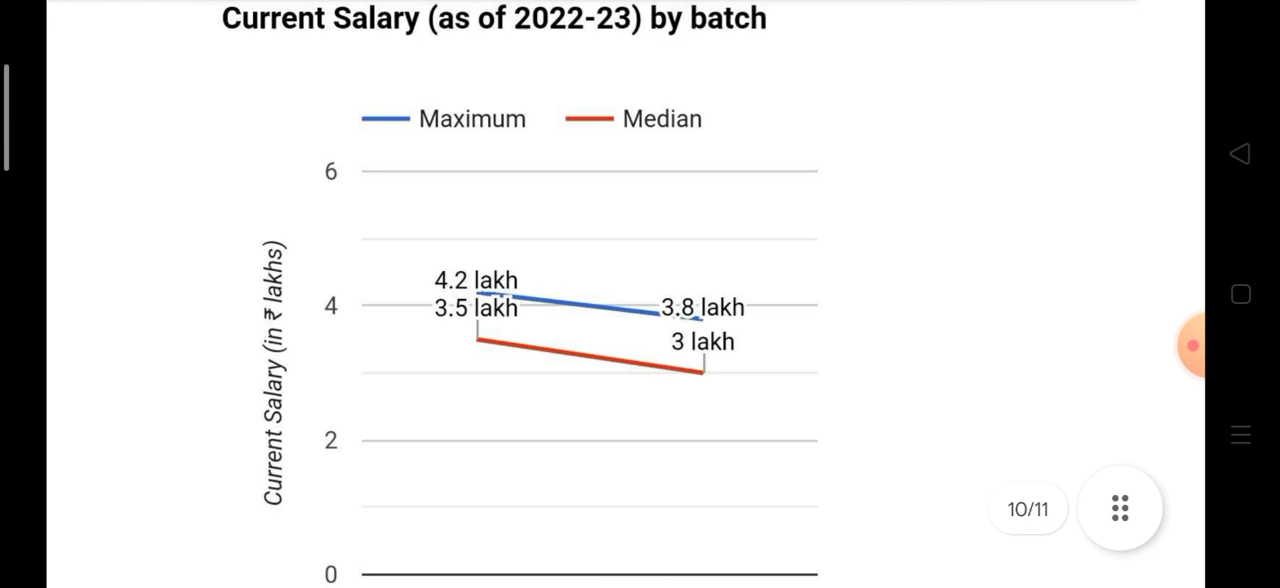 Current Salary (as of 2022-23) by batch
Maximum Median
6
4.2 lakh
4
3.5 lakh
3.8 lakh
3 lakh
Current Salary (in ₹ lakhs)
2
10/11
0